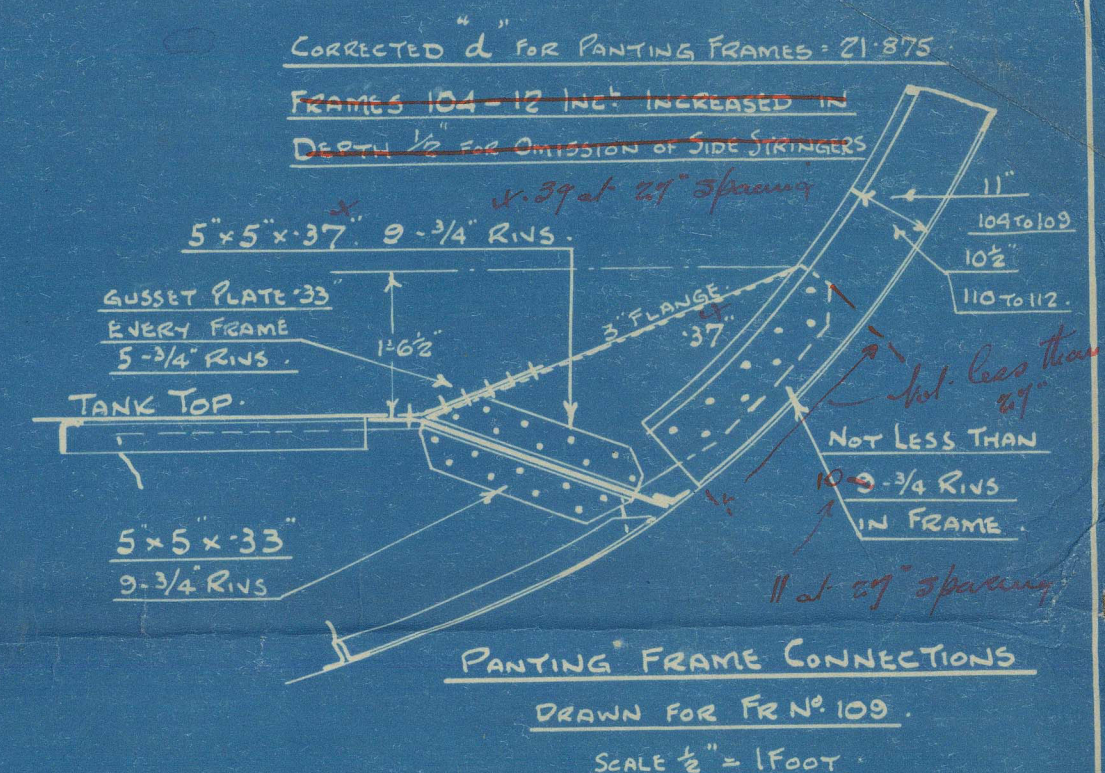 CORRECTED "d" FOR PANTING FRAMES = 21·875
FRAMES 104-12 INCL INCREASED IN
DEPTH 1/2" FOR OMISSION OF SIDE STRINGERS
x ·39 at 27" spacing
x
5" x 5" x ·37" 9 - 3/4" RIVS.
GUSSET PLATE ·33"
EVERY FRAME
5 - 3/4" RIVS.
1'-6 1/2"
3" FLANGE.
x
·37"
11"
104 TO 109
10 1/2"
110 TO 112.
TANK TOP.
Not less than
27"
NOT LESS THAN
10 9 - 3/4 RIVS
IN FRAME.
11 at 27" spacing
5" x 5" x ·33"
9 - 3/4" RIVS
PANTING FRAME CONNECTIONS
DRAWN FOR FR Nº. 109.
SCALE 1/2" = 1 FOOT